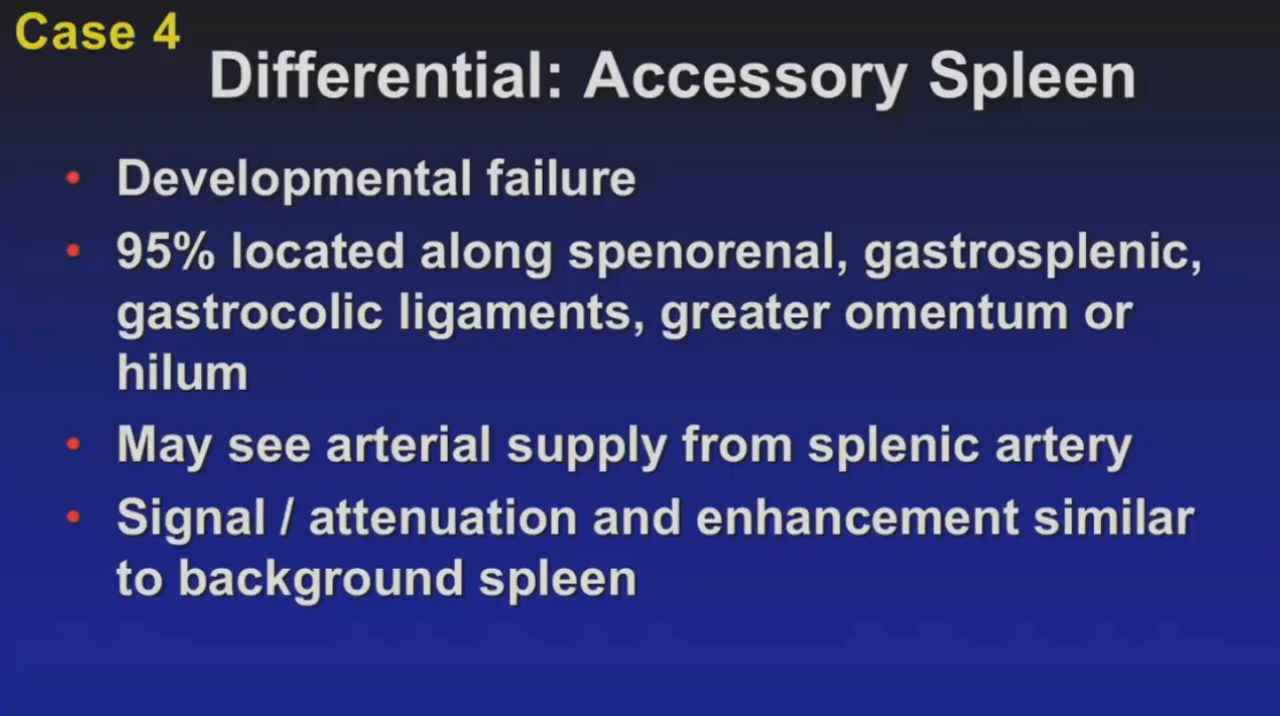 Case 4
Differential: Accessory Spleen
• Developmental failure
• 95% located along spenorenal, gastrosplenic,
gastrocolic ligaments, greater omentum or
hilum
• May see arterial supply from splenic artery
• Signal / attenuation and enhancement similar
to background spleen